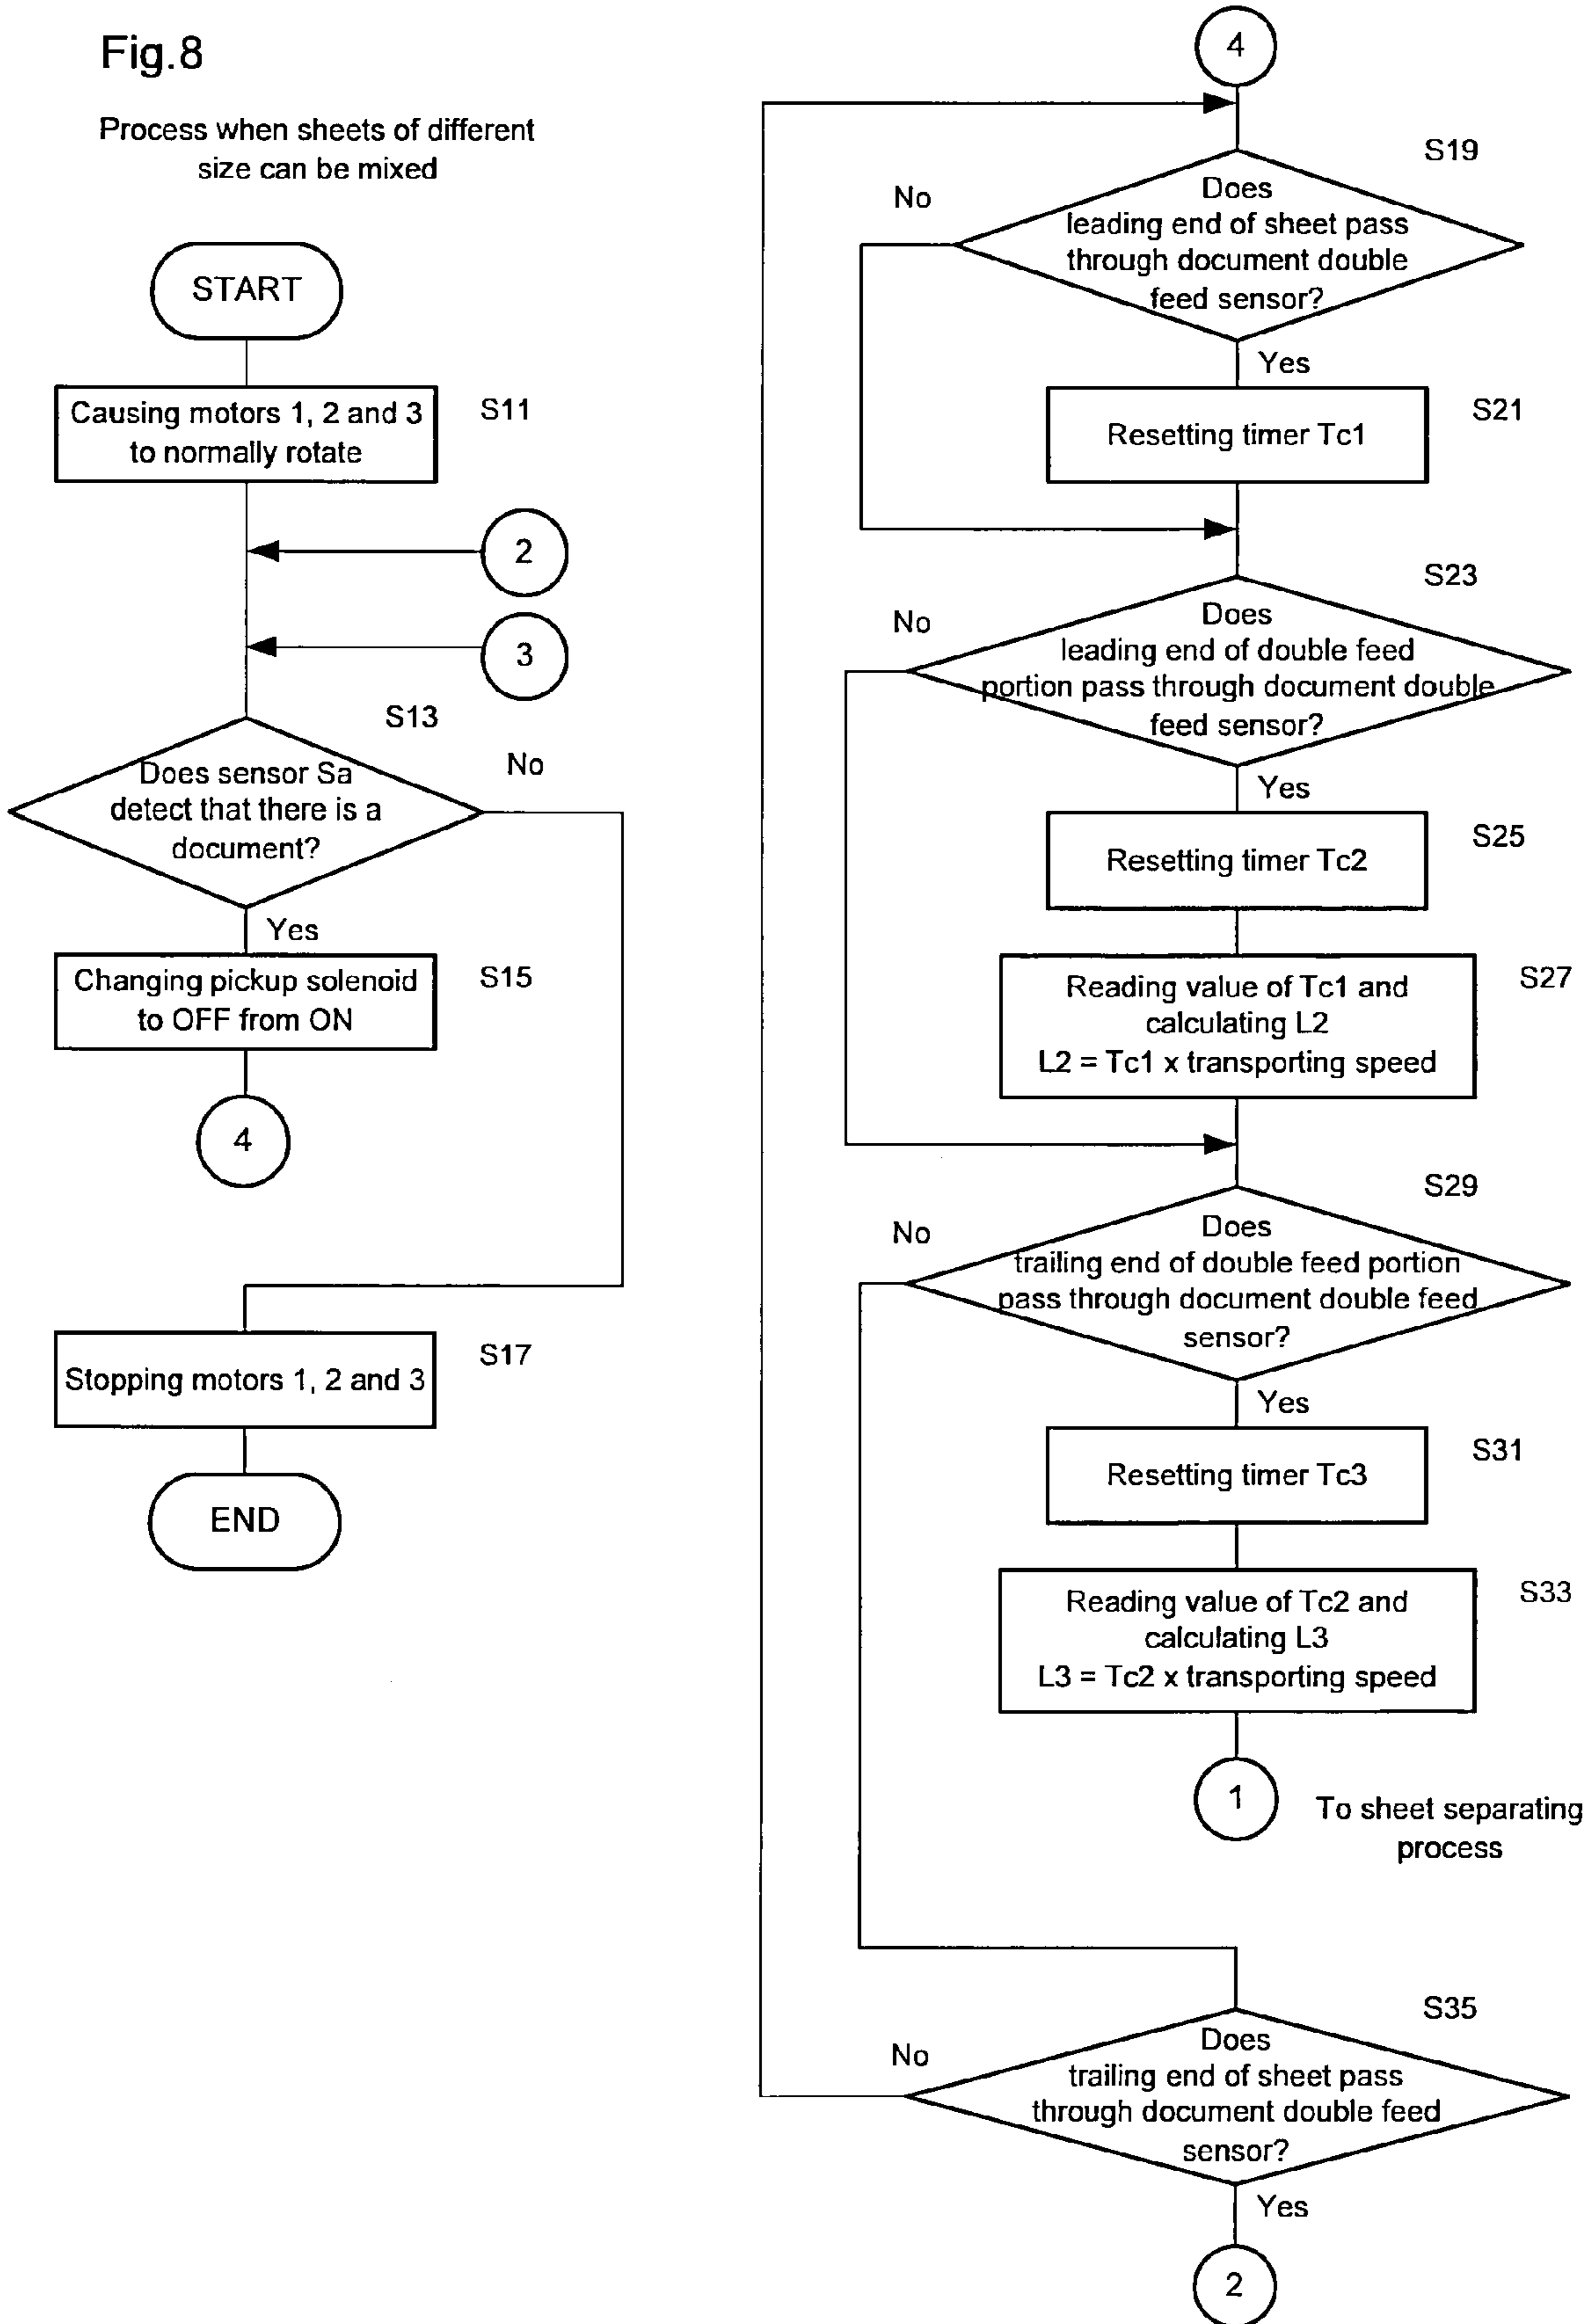 Fig.8
Process when sheets of different
size can be mixed
START
Causing motors 1, 2 and 3
to normally rotate
S11
2
3
S13
Does sensor Sa
detect that there is a
document?
No
Yes
Changing pickup solenoid
to OFF from ON
S15
4
Stopping motors 1, 2 and 3
S17
END
4
S19
Does
leading end of sheet pass
through document double
feed sensor?
No
Yes
Resetting timer Tc1
S21
S23
Does
leading end of double feed
portion pass through document double
feed sensor?
No
Yes
Resetting timer Tc2
S25
Reading value of Tc1 and
calculating L2
L2 = Tc1 x transporting speed
S27
S29
Does
trailing end of double feed portion
pass through document double feed
sensor?
No
Yes
Resetting timer Tc3
S31
Reading value of Tc2 and
calculating L3
L3 = Tc2 x transporting speed
S33
1
To sheet separating
process
S35
Does
trailing end of sheet pass
through document double feed
sensor?
No
Yes
2